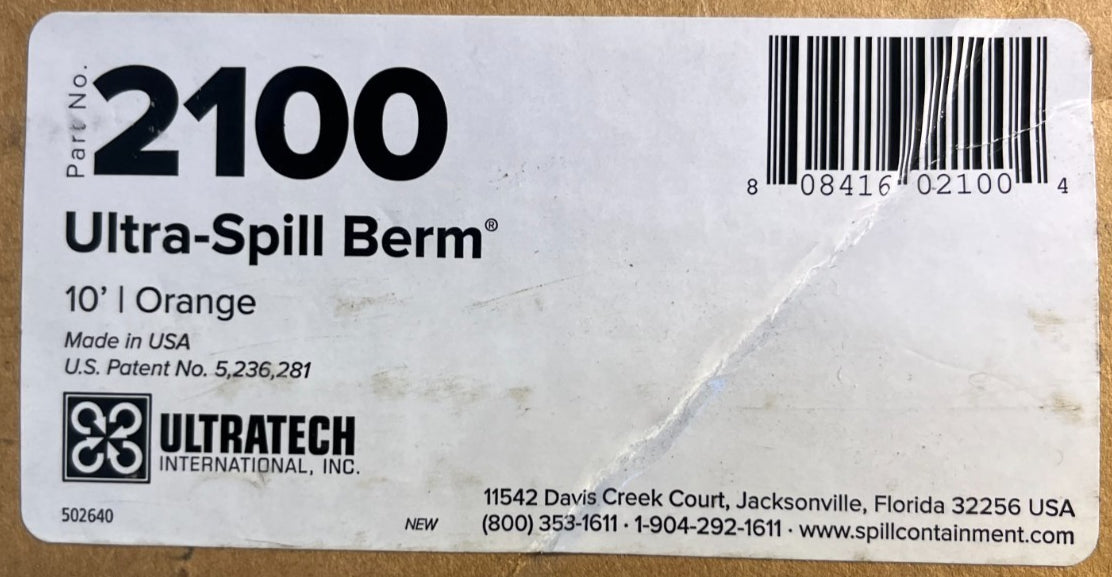 Part No. 2100
8 08416 02100 4
Ultra-Spill Berm®
10' | Orange
Made in USA
U.S. Patent No. 5,236,281
ULTRATECH
INTERNATIONAL, INC.
502640
NEW
11542 Davis Creek Court, Jacksonville, Florida 32256 USA
(800) 353-1611 · 1-904-292-1611 · www.spillcontainment.com